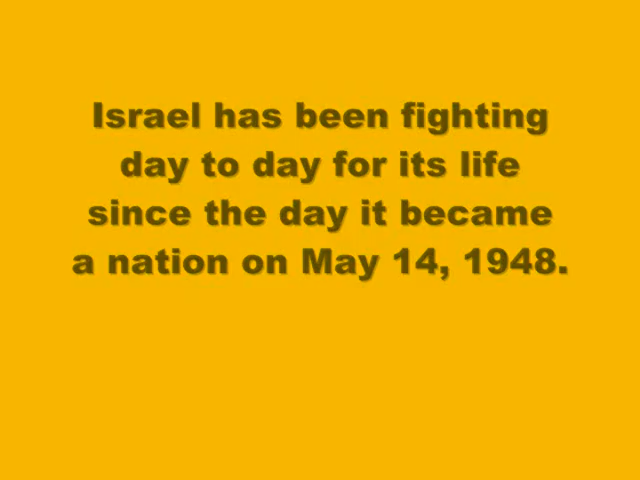 Israel has been fighting
day to day for its life
since the day it became
a nation on May 14, 1948.